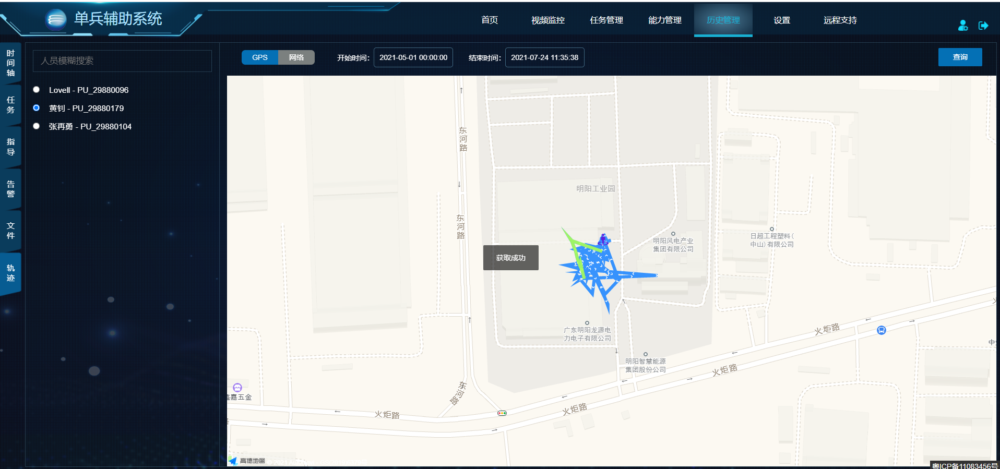 单兵辅助系统
首页
视频监控
任务管理
能力管理
历史管理
设置
远程支持
时间轴
任务
指导
告警
文件
轨迹
人员模糊搜索
Lovell - PU_29880096
黄钊 - PU_29880179
张再勇 - PU_29880104
GPS
网络
开始时间:
2021-05-01 00:00:00
结束时间:
2021-07-24 11:35:38
查询
东河路
明阳工业园
东河路
获取成功
明阳风电产业
集团有限公司
日超工程塑料(
中山)有限公司
广东明阳龙源电
力电子有限公司
明阳智慧能源
集团股份公司
火炬路
火炬路
东河路
鑫嘉五金
火炬路
火炬路
高德地图
粤ICP备11083456号